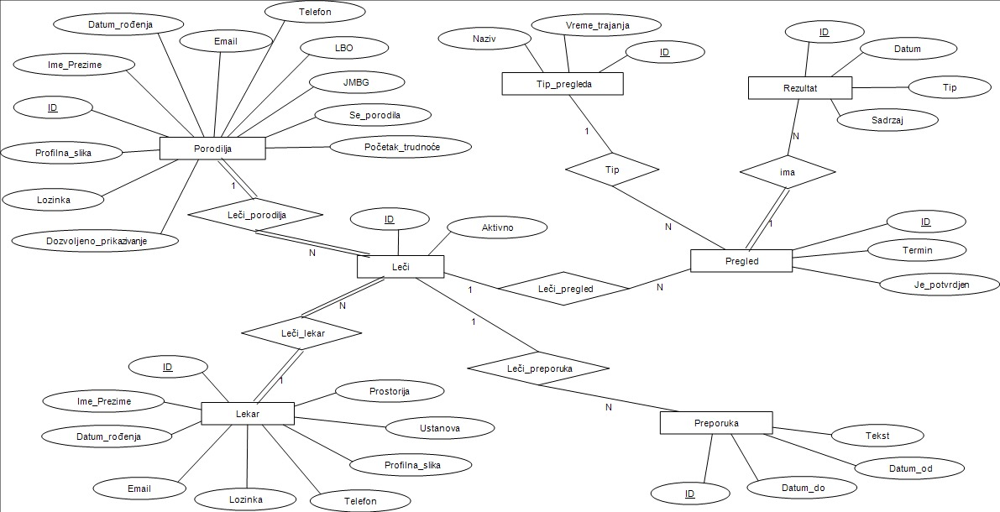 Telefon
Datum_rođenja
Email
LBO
Ime_Prezime
JMBG
ID
Se_porodila
Porodilja
Početak_trudnoće
Profilna_slika
Lozinka
Dozvoljeno_prikazivanje
1
Leči_porodilja
N
Vreme_trajanja
Naziv
ID
Tip_pregleda
1
Tip
N
ID
Datum
Rezultat
Tip
Sadrzaj
N
ima
1
ID
Termin
Pregled
Je_potvrdjen
ID
Aktivno
Leči
1
Leči_pregled
N
N
Leči_lekar
1
1
Leči_preporuka
N
ID
Ime_Prezime
Prostorija
Lekar
Ustanova
Datum_rođenja
Profilna_slika
Email
Lozinka
Telefon
Preporuka
Tekst
Datum_od
Datum_do
ID